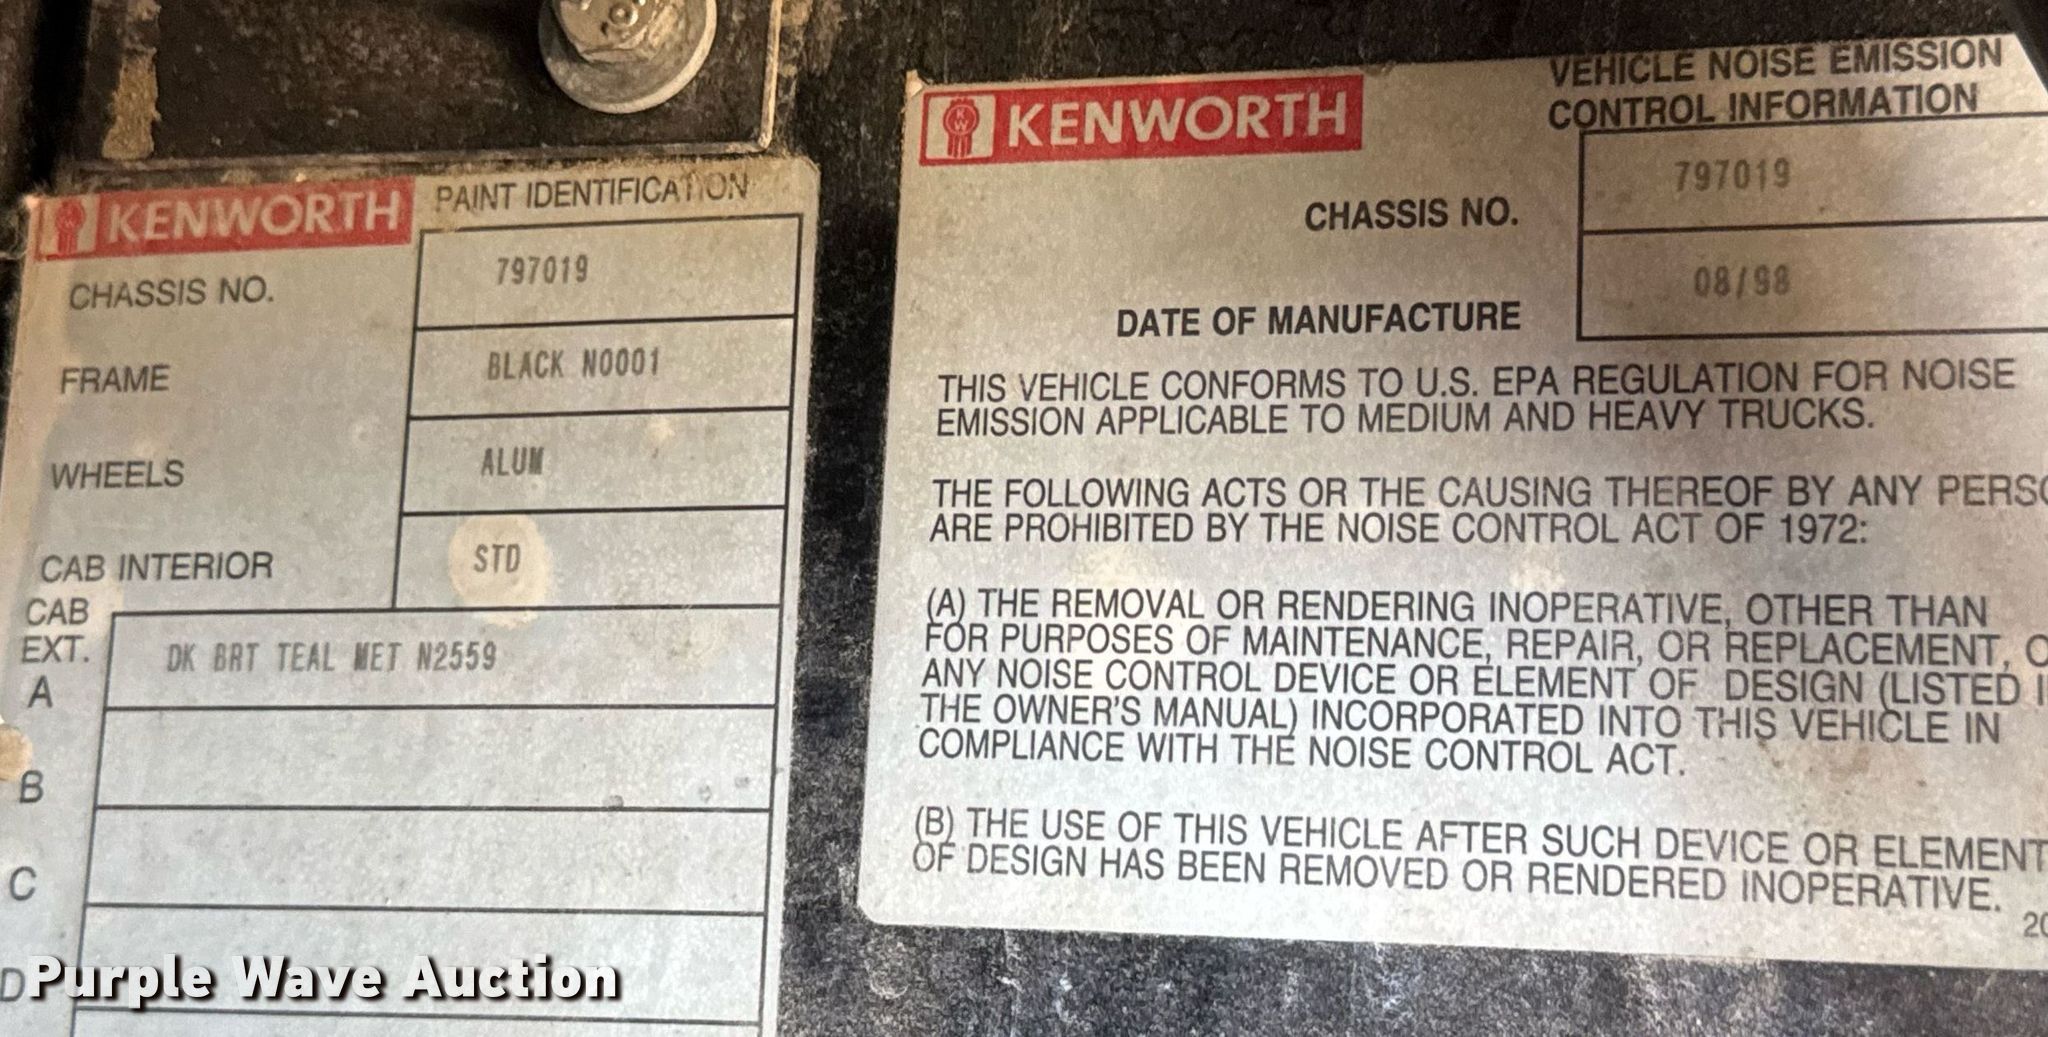 KENWORTH PAINT IDENTIFICATION
CHASSIS NO. 797019
FRAME BLACK N0001
WHEELS ALUM
CAB INTERIOR STD
CAB
EXT.
A DK BRT TEAL MET N2559
B
C
D
KENWORTH
VEHICLE NOISE EMISSION
CONTROL INFORMATION
CHASSIS NO. 797019
DATE OF MANUFACTURE 08/98
THIS VEHICLE CONFORMS TO U.S. EPA REGULATION FOR NOISE
EMISSION APPLICABLE TO MEDIUM AND HEAVY TRUCKS.
THE FOLLOWING ACTS OR THE CAUSING THEREOF BY ANY PERSO
ARE PROHIBITED BY THE NOISE CONTROL ACT OF 1972:
(A) THE REMOVAL OR RENDERING INOPERATIVE, OTHER THAN
FOR PURPOSES OF MAINTENANCE, REPAIR, OR REPLACEMENT, O
ANY NOISE CONTROL DEVICE OR ELEMENT OF DESIGN (LISTED I
THE OWNER'S MANUAL) INCORPORATED INTO THIS VEHICLE IN
COMPLIANCE WITH THE NOISE CONTROL ACT.
(B) THE USE OF THIS VEHICLE AFTER SUCH DEVICE OR ELEMENT
OF DESIGN HAS BEEN REMOVED OR RENDERED INOPERATIVE.
20
Purple Wave Auction